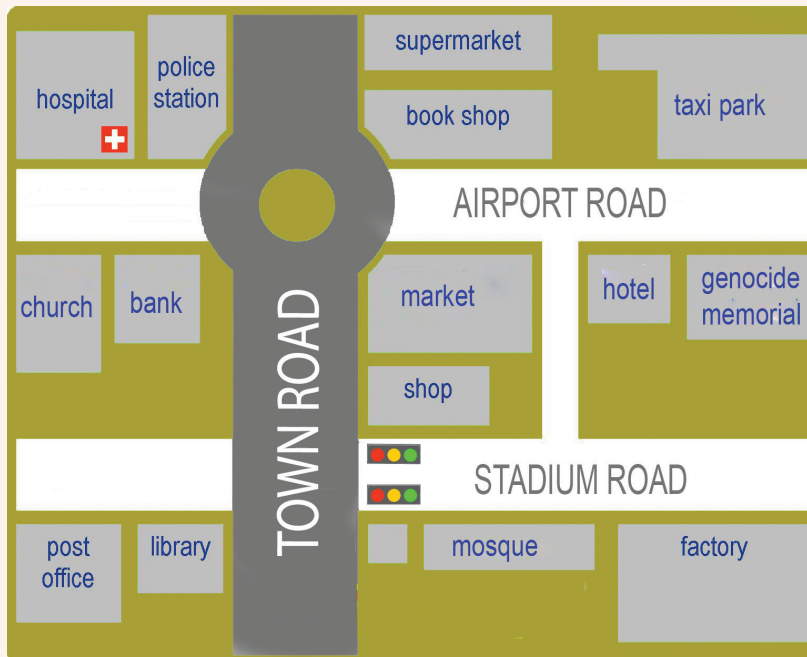 hospital
police
station
supermarket
book shop
taxi park
AIRPORT ROAD
church
bank
market
hotel
genocide
memorial
shop
TOWN ROAD
STADIUM ROAD
post
office
library
mosque
factory